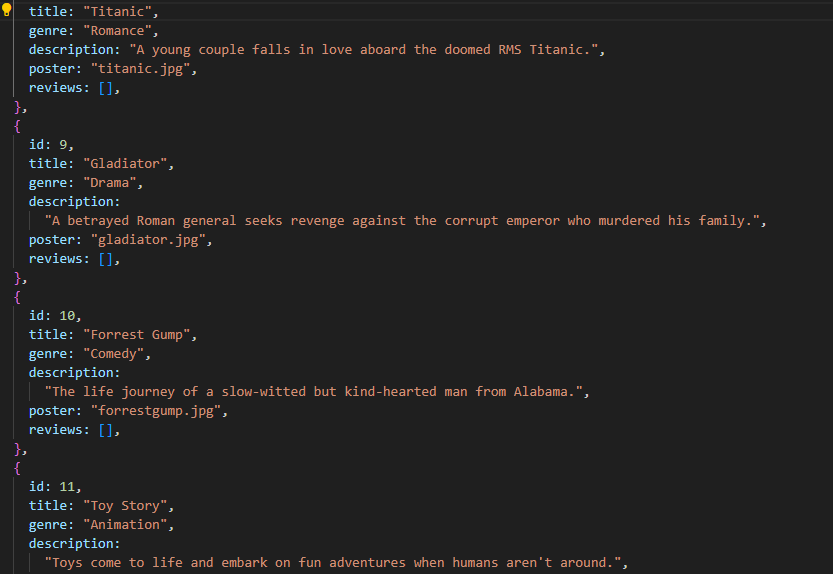 title: "Titanic",
genre: "Romance",
description: "A young couple falls in love aboard the doomed RMS Titanic.",
poster: "titanic.jpg",
reviews: [],
},
{
id: 9,
title: "Gladiator",
genre: "Drama",
description:
"A betrayed Roman general seeks revenge against the corrupt emperor who murdered his family.",
poster: "gladiator.jpg",
reviews: [],
},
{
id: 10,
title: "Forrest Gump",
genre: "Comedy",
description:
"The life journey of a slow-witted but kind-hearted man from Alabama.",
poster: "forrestgump.jpg",
reviews: [],
},
{
id: 11,
title: "Toy Story",
genre: "Animation",
description:
"Toys come to life and embark on fun adventures when humans aren't around.",